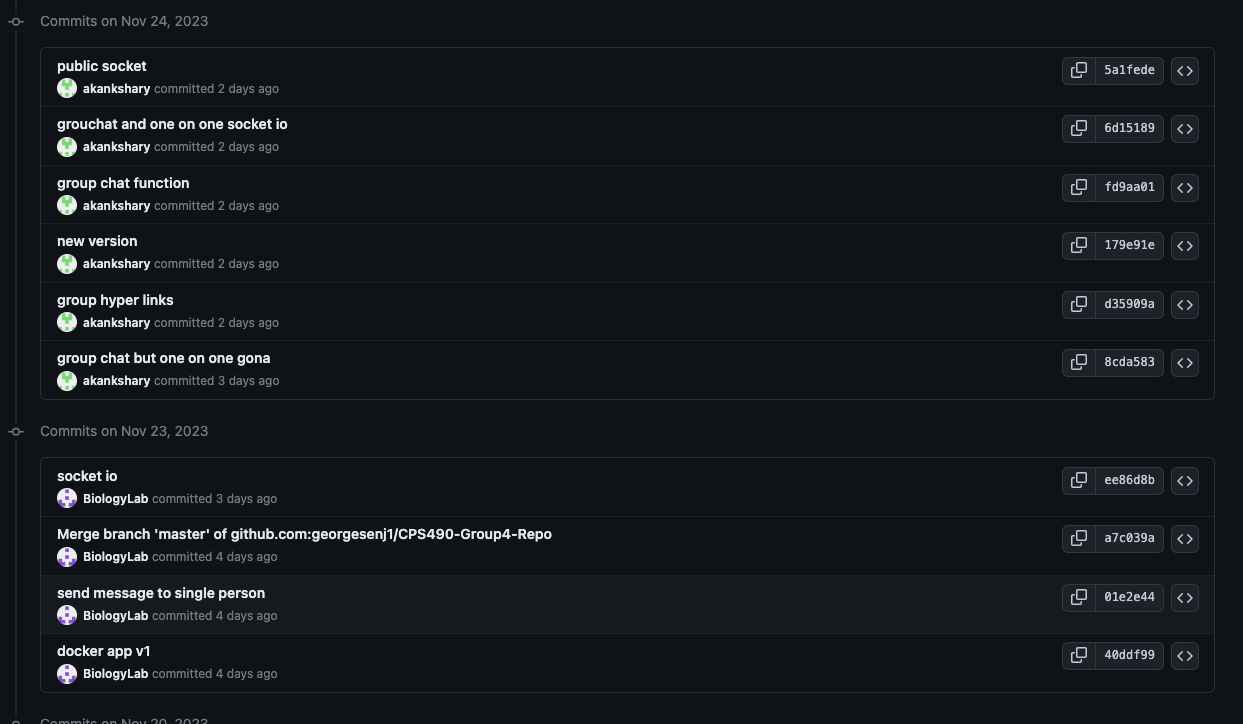 Commits on Nov 24, 2023
public socket
akankshary committed 2 days ago
5a1fede
grouchat and one on one socket io
akankshary committed 2 days ago
6d15189
group chat function
akankshary committed 2 days ago
fd9aa01
new version
akankshary committed 2 days ago
179e91e
group hyper links
akankshary committed 2 days ago
d35909a
group chat but one on one gona
akankshary committed 3 days ago
8cda583
Commits on Nov 23, 2023
socket io
BiologyLab committed 3 days ago
ee86d8b
Merge branch 'master' of github.com:georgesenj1/CPS490-Group4-Repo
BiologyLab committed 4 days ago
a7c039a
send message to single person
BiologyLab committed 4 days ago
01e2e44
docker app v1
BiologyLab committed 4 days ago
40ddf99
Commits on Nov 20, 2023